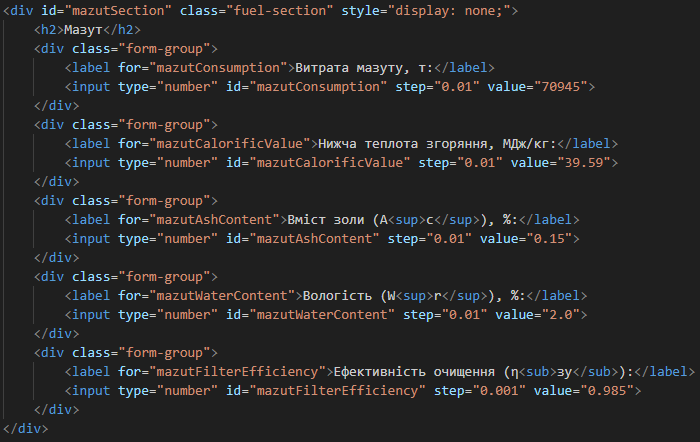 <div id="mazutSection" class="fuel-section" style="display: none;">
<h2>Мазут</h2>
<div class="form-group">
<label for="mazutConsumption">Витрата мазуту, т:</label>
<input type="number" id="mazutConsumption" step="0.01" value="70945">
</div>
<div class="form-group">
<label for="mazutCalorificValue">Нижча теплота згоряння, МДж/кг:</label>
<input type="number" id="mazutCalorificValue" step="0.01" value="39.59">
</div>
<div class="form-group">
<label for="mazutAshContent">Вміст золи (A<sup>c</sup>), %:</label>
<input type="number" id="mazutAshContent" step="0.01" value="0.15">
</div>
<div class="form-group">
<label for="mazutWaterContent">Вологість (W<sup>r</sup>), %:</label>
<input type="number" id="mazutWaterContent" step="0.01" value="2.0">
</div>
<div class="form-group">
<label for="mazutFilterEfficiency">Ефективність очищення (η<sub>зу</sub>):</label>
<input type="number" id="mazutFilterEfficiency" step="0.001" value="0.985">
</div>
</div>